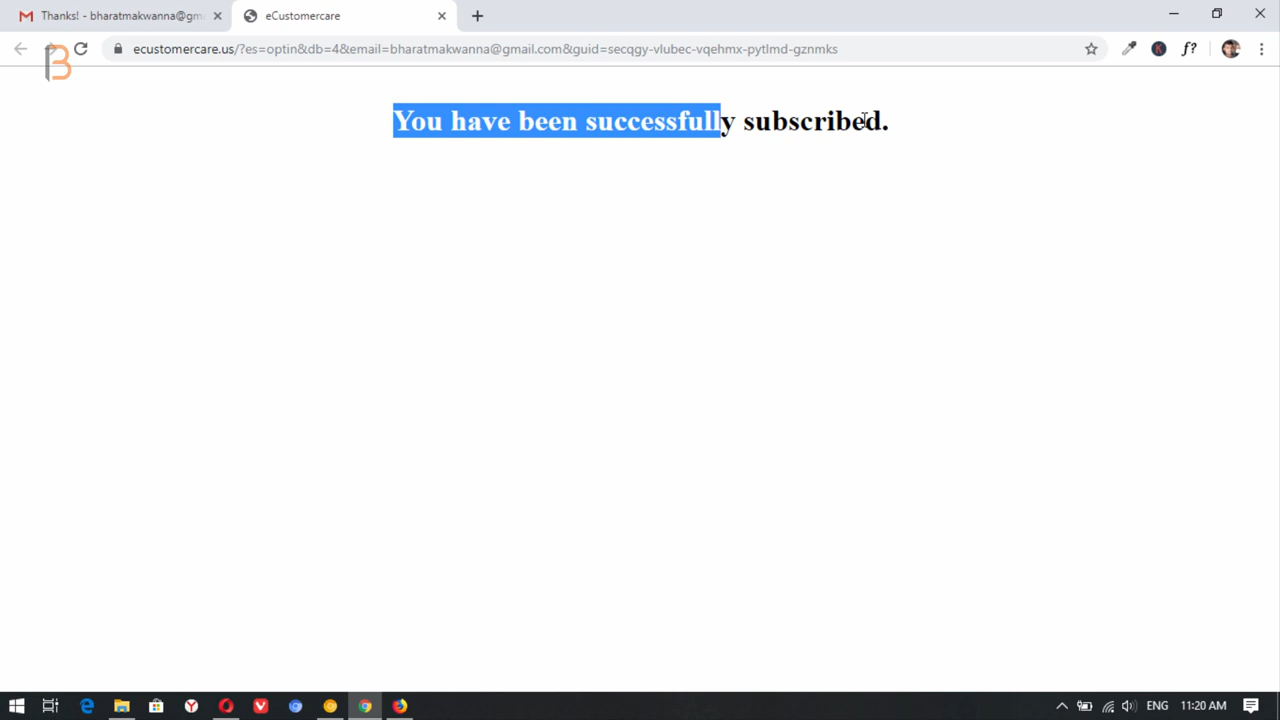 Thanks! - bharatmakwanna@gm
eCustomercare
ecustomercare.us/?es=optin&db=4&email=bharatmakwanna@gmail.com&guid=secqgy-vlubec-vqehmx-pytlmd-gznmks
K
f?
B
You have been successfully subscribed.
ENG
11:20 AM